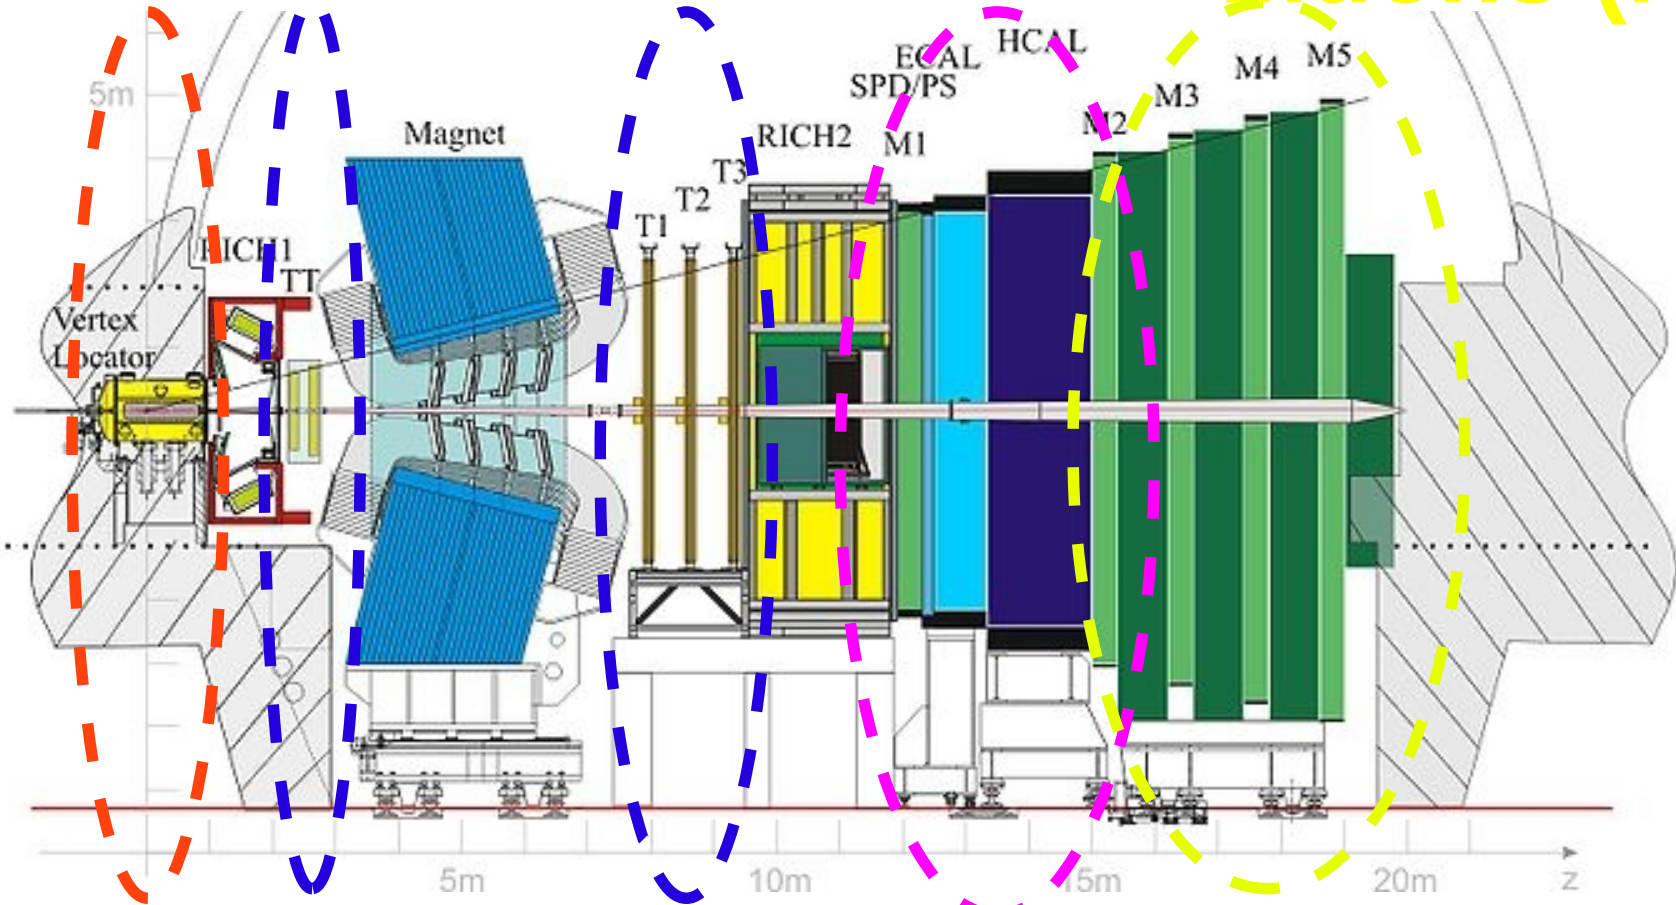 5m
Magnet
RICH1
TT
Vertex
Locator
T1
T2
T3
RICH2
M1
SPD/PS
ECAL
HCAL
M2
M3
M4
M5
5m
10m
15m
20m
z